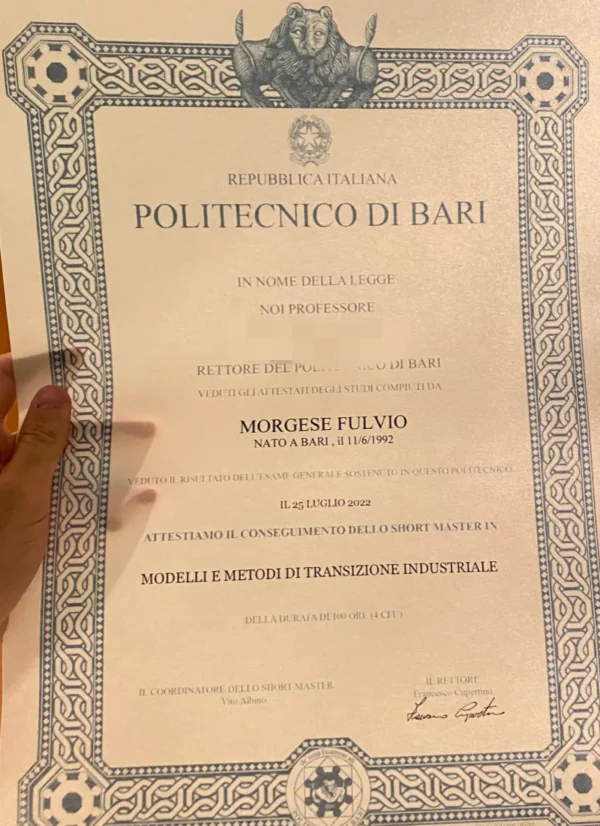 REPUBBLICA ITALIANA
POLITECNICO DI BARI
IN NOME DELLA LEGGE
NOI PROFESSORE
RETTORE DEL POLITECNICO DI BARI
VEDUTI GLI ATTESTATI DEGLI STUDI COMPIUTI DA
MORGESE FULVIO
NATO A BARI , il 11/6/1992
VEDUTO IL RISULTATO DELL'ESAME GENERALE SOSTENUTO IN QUESTO POLITECNICO
IL 25 LUGLIO 2022
ATTESTIAMO IL CONSEGUIMENTO DELLO SHORT MASTER IN
MODELLI E METODI DI TRANSIZIONE INDUSTRIALE
DELLA DURATA DI 100 ORE (4 CFU)
IL COORDINATORE DELLO SHORT MASTER
Vito Albino
IL RETTORE
Francesco Cupertino